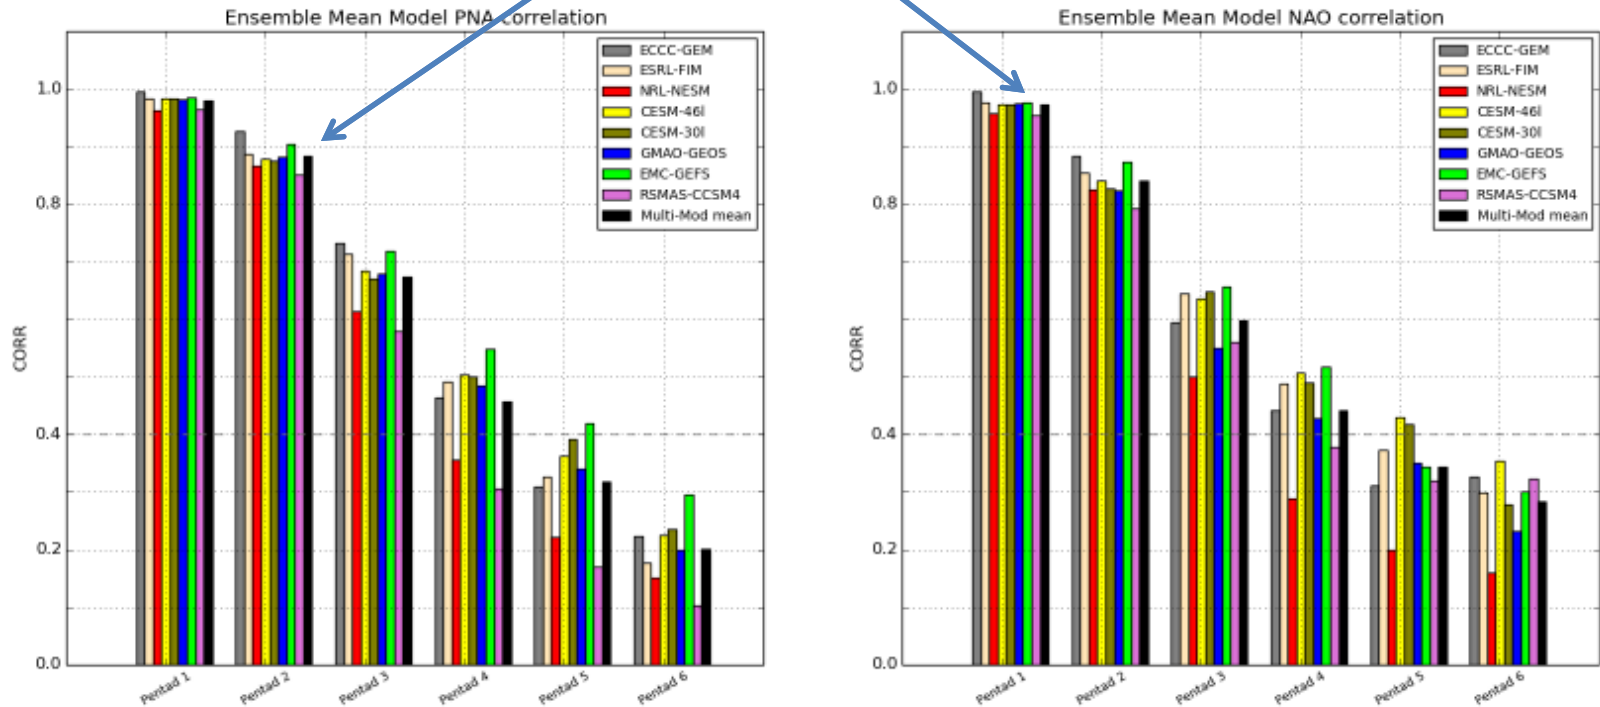 Ensemble Mean Model PNA correlation
ECCC-GEM
ESRL-FIM
NRL-NESM
CESM-46l
CESM-30l
GMAO-GEOS
EMC-GEFS
RSMAS-CCSM4
Multi-Mod mean
CORR
1.0
0.8
0.4
0.2
0.0
Pentad 1
Pentad 2
Pentad 3
Pentad 4
Pentad 5
Pentad 6
Ensemble Mean Model NAO correlation
ECCC-GEM
ESRL-FIM
NRL-NESM
CESM-46l
CESM-30l
GMAO-GEOS
EMC-GEFS
RSMAS-CCSM4
Multi-Mod mean
CORR
1.0
0.8
0.4
0.2
0.0
Pentad 1
Pentad 2
Pentad 3
Pentad 4
Pentad 5
Pentad 6